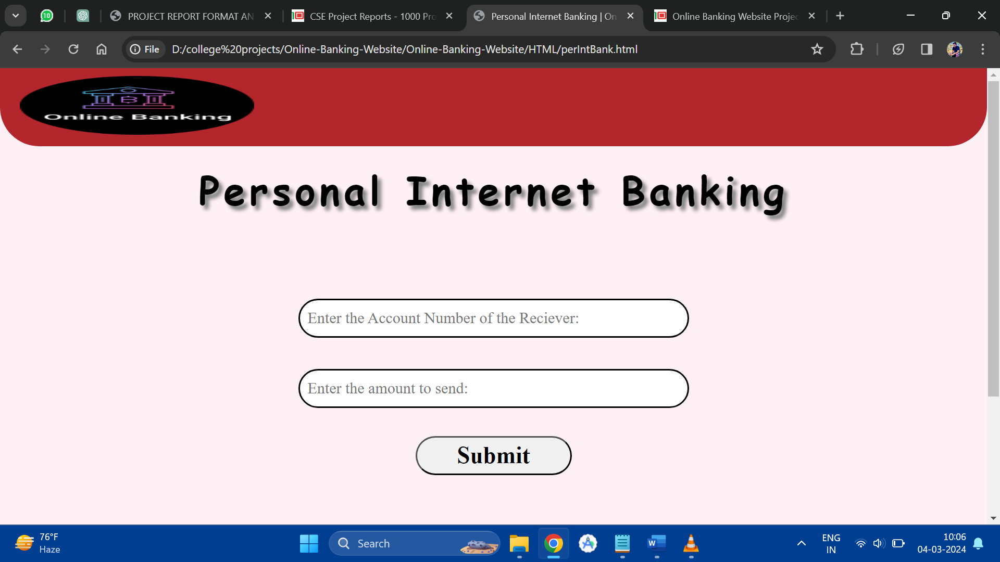 10
PROJECT REPORT FORMAT AN
CSE Project Reports - 1000 Pro
Personal Internet Banking | On
Online Banking Website Projec
File
D:/college%20projects/Online-Banking-Website/Online-Banking-Website/HTML/perIntBank.html
Online Banking
Personal Internet Banking
Enter the Account Number of the Reciever:
Enter the amount to send:
Submit
76°F
Haze
Search
W
ENG
IN
10:06
04-03-2024